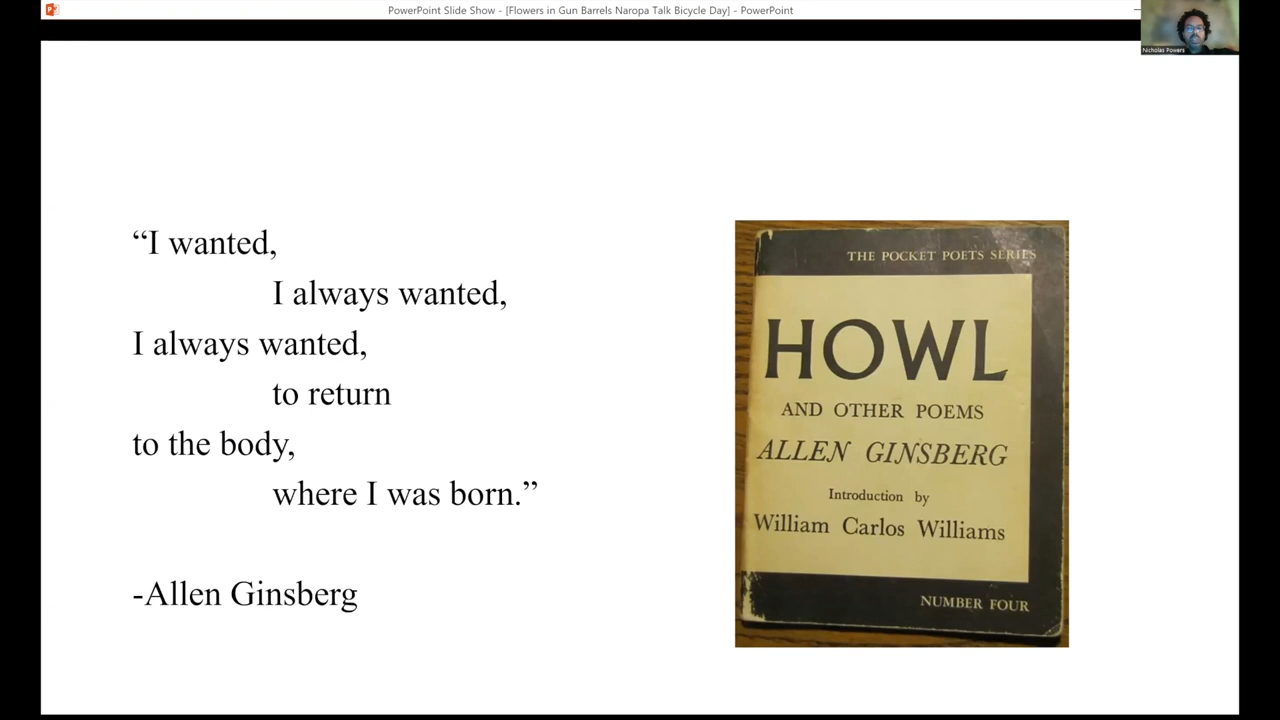 PowerPoint Slide Show - [Flowers in Gun Barrels Naropa Talk Bicycle Day] - PowerPoint
Nicholas Powers
“I wanted,
I always wanted,
I always wanted,
to return
to the body,
where I was born.”
-Allen Ginsberg
THE POCKET POETS SERIES
HOWL
AND OTHER POEMS
ALLEN GINSBERG
Introduction by
William Carlos Williams
NUMBER FOUR